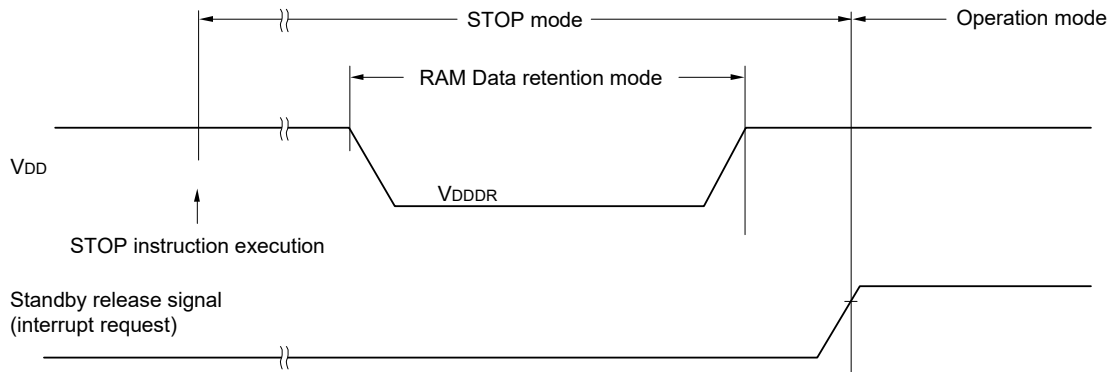 STOP mode
Operation mode
RAM Data retention mode
VDD
VDDDR
STOP instruction execution
Standby release signal
(interrupt request)